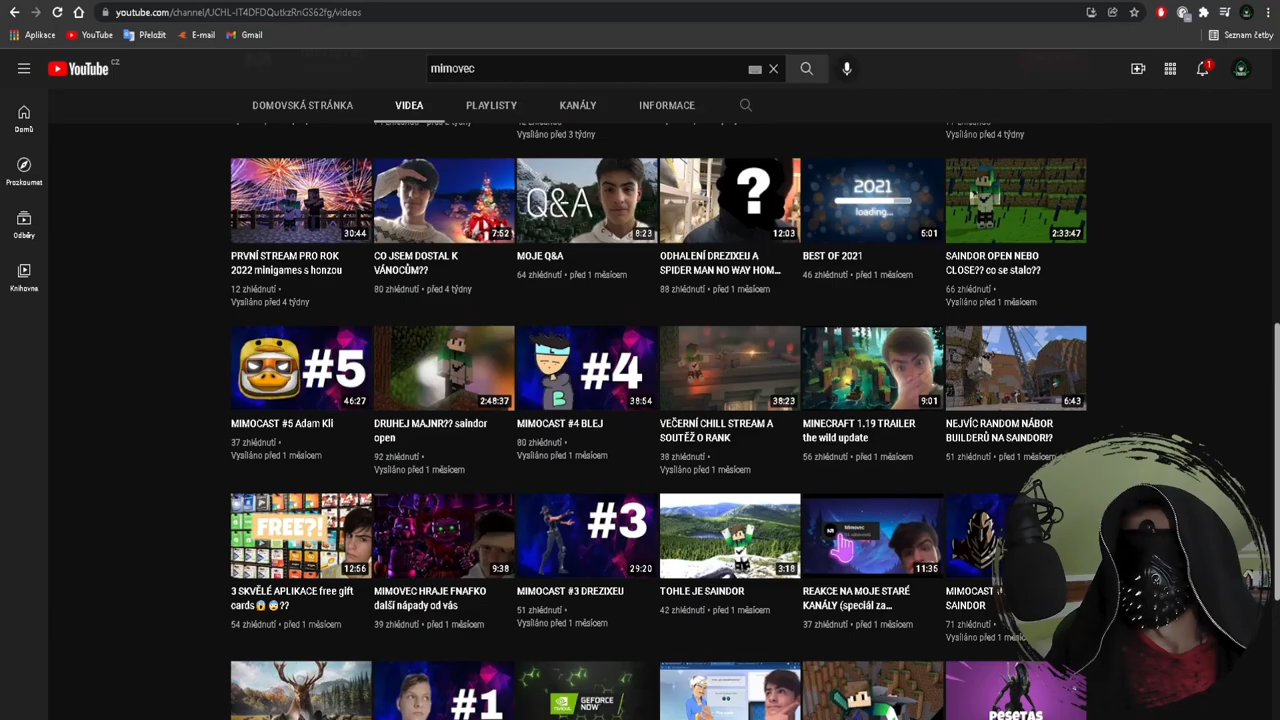 youtube.com/channel/UCHL-IT4DFDQutkzRnGS62fg/videos
Aplikace YouTube Přeložit E-mail Gmail Seznam četby
YouTube CZ
mimovec
1
DOMOVSKÁ STRÁNKA VIDEA PLAYLISTY KANÁLY INFORMACE
Domů
Prozkoumat
Odběry
Knihovna
Vysíláno před 3 týdny
Vysíláno před 4 týdny
30:44
PRVNÍ STREAM PRO ROK
2022 minigames s honzou
12 zhlédnutí •
Vysíláno před 4 týdny
7:52
CO JSEM DOSTAL K
VÁNOCŮM??
80 zhlédnutí • před 4 týdny
Q&A
8:23
MOJE Q&A
64 zhlédnutí • před 1 měsícem
?
12:03
ODHALENÍ DREZIXEU A
SPIDER MAN NO WAY HOM...
88 zhlédnutí • před 1 měsícem
2021
loading...
5:01
BEST OF 2021
46 zhlédnutí • před 1 měsícem
2:33:47
SAINDOR OPEN NEBO
CLOSE?? co se stalo??
66 zhlédnutí •
Vysíláno před 1 měsícem
#5
46:27
MIMOCAST #5 Adam Kli
37 zhlédnutí •
Vysíláno před 1 měsícem
2:48:37
DRUHEJ MAJNR?? saindor
open
92 zhlédnutí •
Vysíláno před 1 měsícem
#4
38:54
MIMOCAST #4 BLEJ
80 zhlédnutí •
Vysíláno před 1 měsícem
38:23
VEČERNÍ CHILL STREAM A
SOUTĚŽ O RANK
38 zhlédnutí •
Vysíláno před 1 měsícem
9:01
MINECRAFT 1.19 TRAILER
the wild update
56 zhlédnutí • před 1 měsícem
6:43
NEJVÍC RANDOM NÁBOR
BUILDERŮ NA SAINDOR!?
51 zhlédnutí • před 1 měsícem
FREE?!
12:56
3 SKVĚLÉ APLIKACE free gift
cards😱😨??
54 zhlédnutí • před 1 měsícem
9:38
MIMOVEC HRAJE FNAFKO
další nápady od vás
39 zhlédnutí • před 1 měsícem
#3
29:20
MIMOCAST #3 DREZIXEU
51 zhlédnutí •
Vysíláno před 1 měsícem
3:18
TOHLE JE SAINDOR
42 zhlédnutí • před 1 měsícem
Mimovec
11:35
REAKCE NA MOJE STARÉ
KANÁLY (speciál za...
37 zhlédnutí • před 1 měsícem
MIMOCAST
SAINDOR
71 zhlédnutí •
Vysíláno před 1
#1
NVIDIA
GEFORCE
NOW
PESETAS